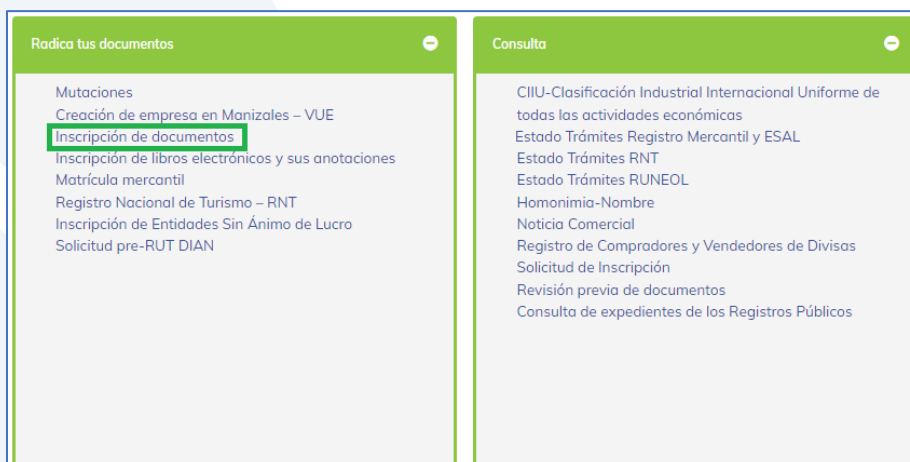 Radica tus documentos
Mutaciones
Creación de empresa en Manizales – VUE
Inscripción de documentos
Inscripción de libros electrónicos y sus anotaciones
Matrícula mercantil
Registro Nacional de Turismo – RNT
Inscripción de Entidades Sin Ánimo de Lucro
Solicitud pre-RUT DIAN
Consulta
CIIU-Clasificación Industrial Internacional Uniforme de
todas las actividades económicas
Estado Trámites Registro Mercantil y ESAL
Estado Trámites RNT
Estado Trámites RUNEOL
Homonimia-Nombre
Noticia Comercial
Registro de Compradores y Vendedores de Divisas
Solicitud de Inscripción
Revisión previa de documentos
Consulta de expedientes de los Registros Públicos